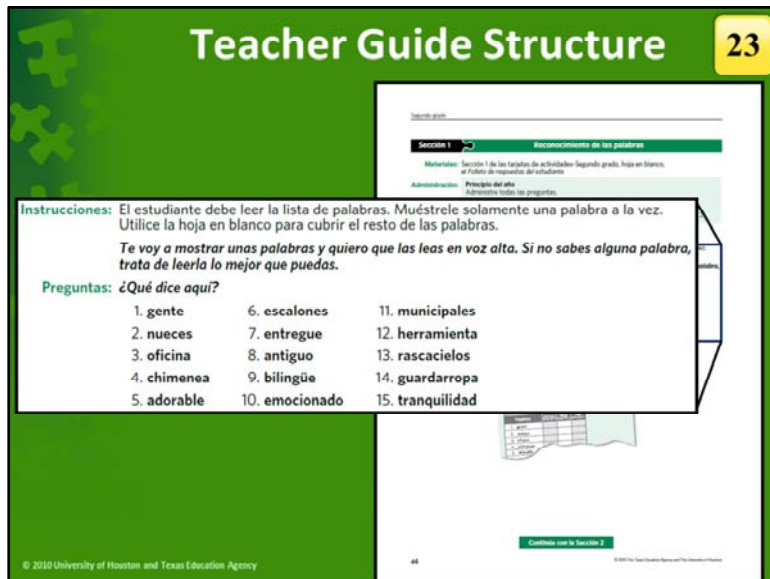 Teacher Guide Structure
23
Segundo grado
Sección 1
Reconocimiento de las palabras
Materiales: Sección 1 de las tarjetas de actividades-Segundo grado, hoja en blanco,
el Folleto de respuestas del estudiante
Administración: Principio del año
Administre todas las preguntas.
Instrucciones: El estudiante debe leer la lista de palabras. Muéstrele solamente una palabra a la vez.
Utilice la hoja en blanco para cubrir el resto de las palabras.
Te voy a mostrar unas palabras y quiero que las leas en voz alta. Si no sabes alguna palabra,
trata de leerla lo mejor que puedas.
Preguntas: ¿Qué dice aquí?
1. gente 6. escalones 11. municipales
2. nueces 7. entregue 12. herramienta
3. oficina 8. antiguo 13. rascacielos
4. chimenea 9. bilingüe 14. guardarropa
5. adorable 10. emocionado 15. tranquilidad
Continúe con la Sección 2
46
© 2010 University of Houston and Texas Education Agency